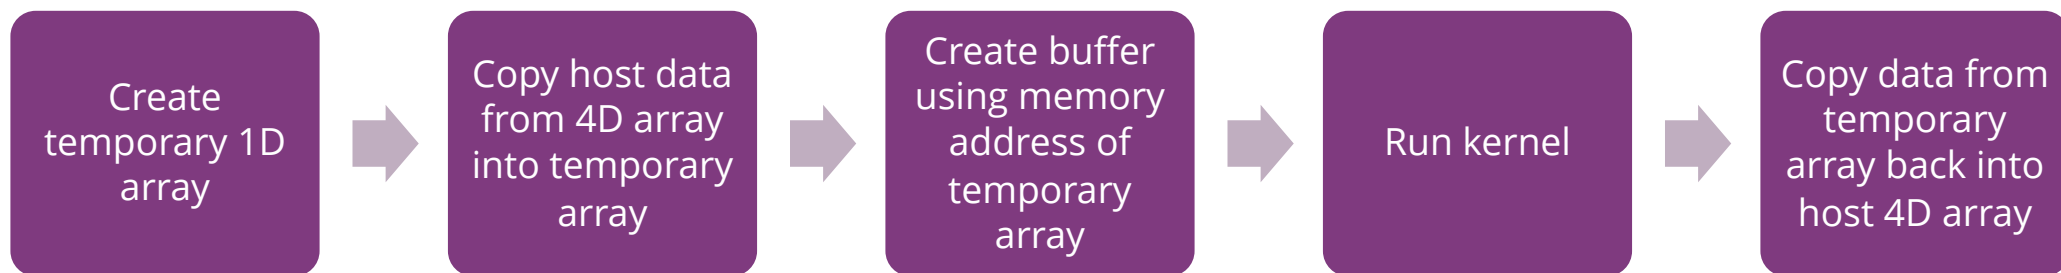 Create
temporary 1D
array
Copy host data
from 4D array
into temporary
array
Create buffer
using memory
address of
temporary
array
Run kernel
Copy data from
temporary
array back into
host 4D array